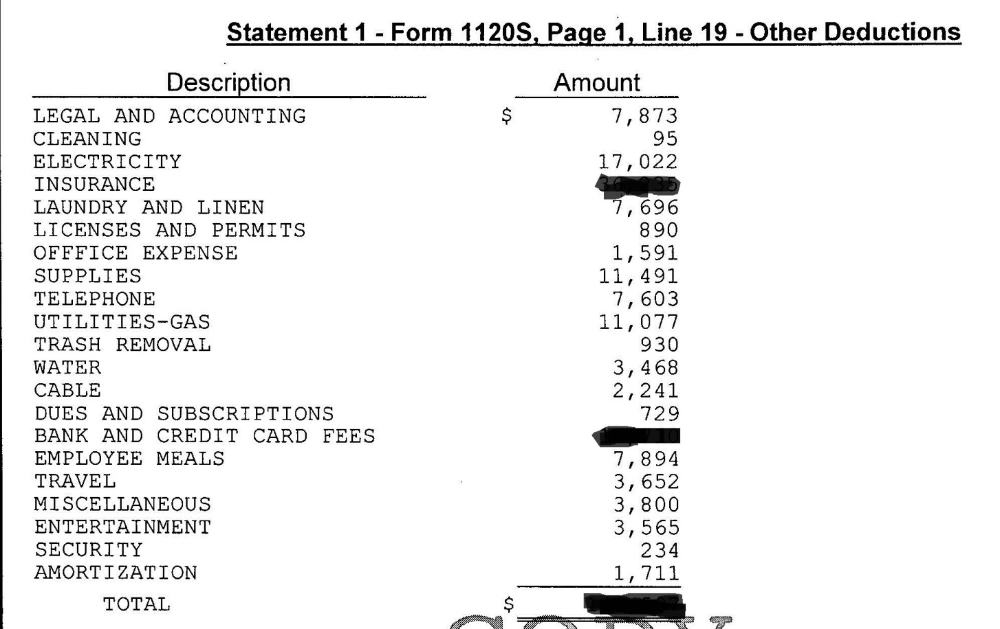 Statement 1 - Form 1120S, Page 1, Line 19 - Other Deductions
Description Amount
LEGAL AND ACCOUNTING $ 7,873
CLEANING 95
ELECTRICITY 17,022
INSURANCE
LAUNDRY AND LINEN 7,696
LICENSES AND PERMITS 890
OFFFICE EXPENSE 1,591
SUPPLIES 11,491
TELEPHONE 7,603
UTILITIES-GAS 11,077
TRASH REMOVAL 930
WATER 3,468
CABLE 2,241
DUES AND SUBSCRIPTIONS 729
BANK AND CREDIT CARD FEES
EMPLOYEE MEALS 7,894
TRAVEL 3,652
MISCELLANEOUS 3,800
ENTERTAINMENT 3,565
SECURITY 234
AMORTIZATION 1,711
TOTAL $
COPY